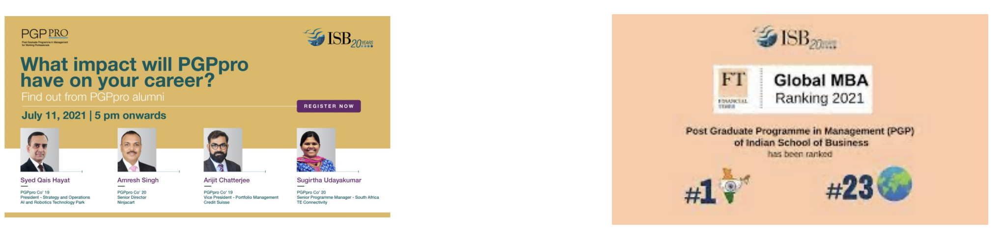 PGP PRO
Post Graduate Programme in Management
for Working Professionals
ISB 20 YEARS
What impact will PGPpro
have on your career?
Find out from PGPpro alumni
REGISTER NOW
July 11, 2021 | 5 pm onwards
Syed Qais Hayat
PGPpro Co' 19
President - Strategy and Operations
AI and Robotics Technology Park
Amresh Singh
PGPpro Co' 20
Senior Director
Ninjacart
Arijit Chatterjee
PGPpro Co' 19
Vice President - Portfolio Management
Credit Suisse
Sugirtha Udayakumar
PGPpro Co' 20
Senior Programme Manager - South Africa
TE Connectivity
ISB 20 YEARS
FT
FINANCIAL
TIMES
Global MBA
Ranking 2021
Post Graduate Programme in Management (PGP)
of Indian School of Business
has been ranked
#1
#23